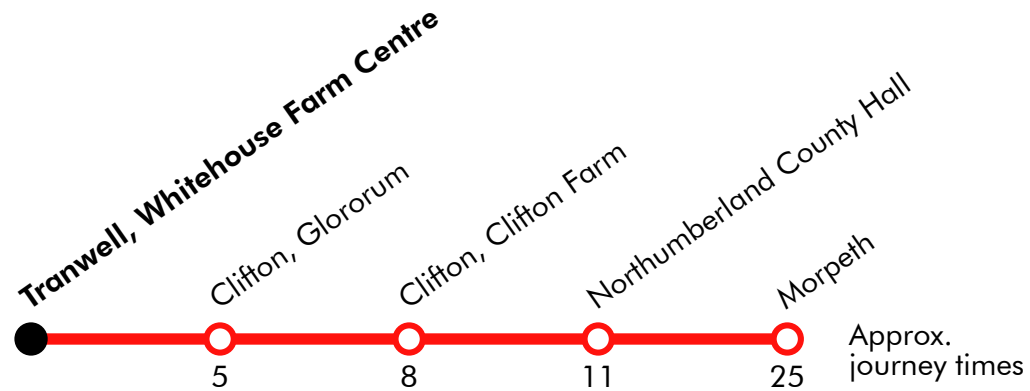 Tranwell, Whitehouse Farm Centre
Clifton, Glororum
Clifton, Clifton Farm
Northumberland County Hall
Morpeth
5
8
11
25
Approx.
journey times